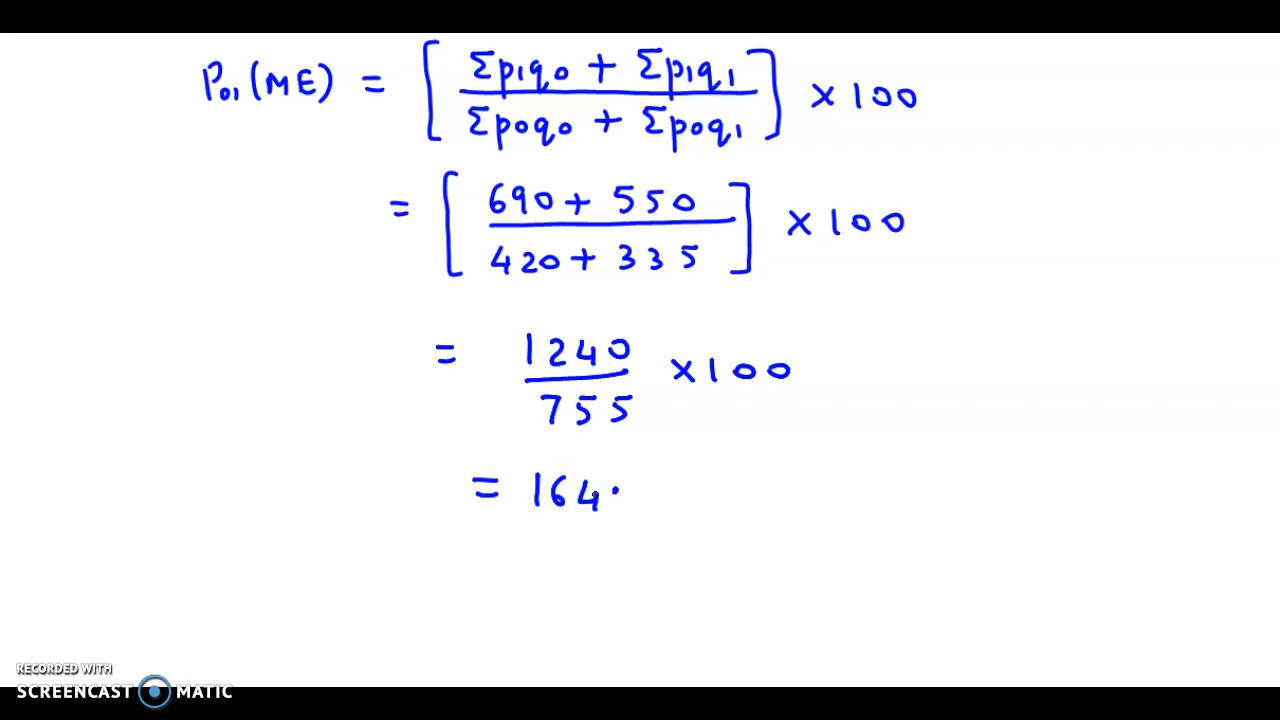 P₀₁(ME) = [ Σp₁q₀ + Σp₁q₁ / Σp₀q₀ + Σp₀q₁ ] × 100
= [ 690 + 550 / 420 + 335 ] × 100
= 1240 / 755 × 100
= 164.
RECORDED WITH
SCREENCAST MATIC